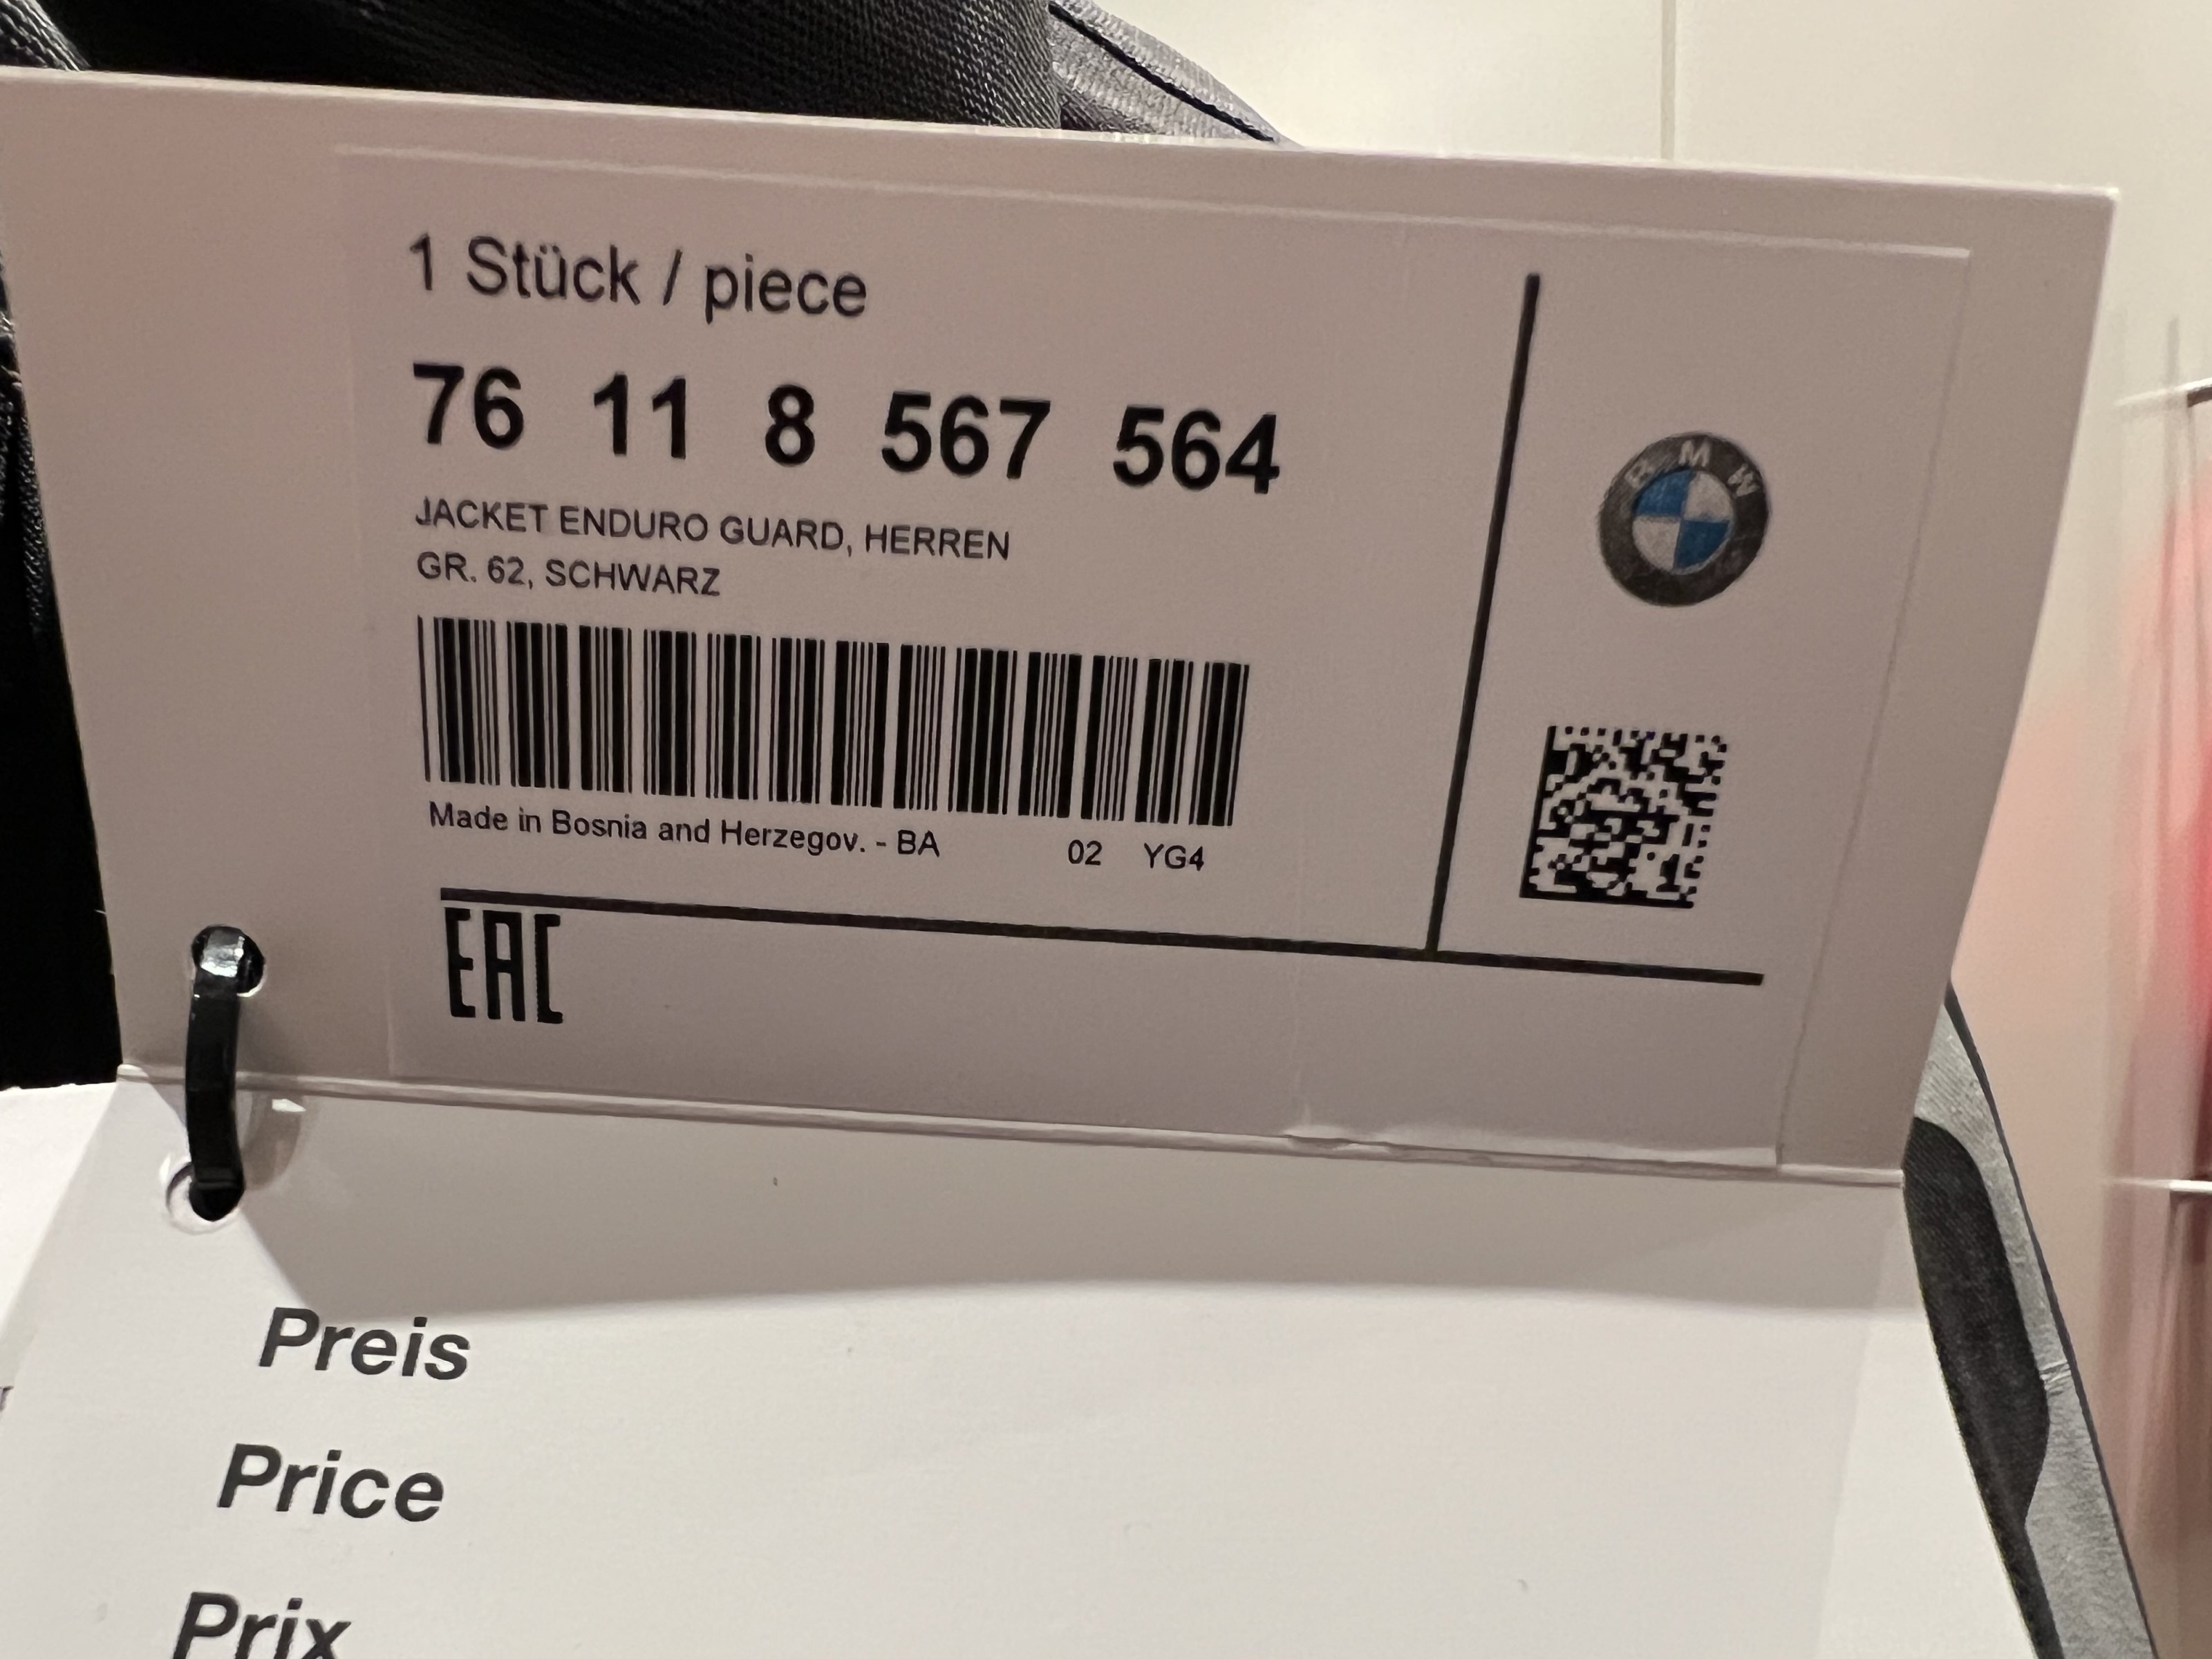 1 Stück / piece
76 11 8 567 564
JACKET ENDURO GUARD, HERREN
GR. 62, SCHWARZ
Made in Bosnia and Herzegov. - BA 02 YG4
BMW
EAC
Preis
Price
Prix